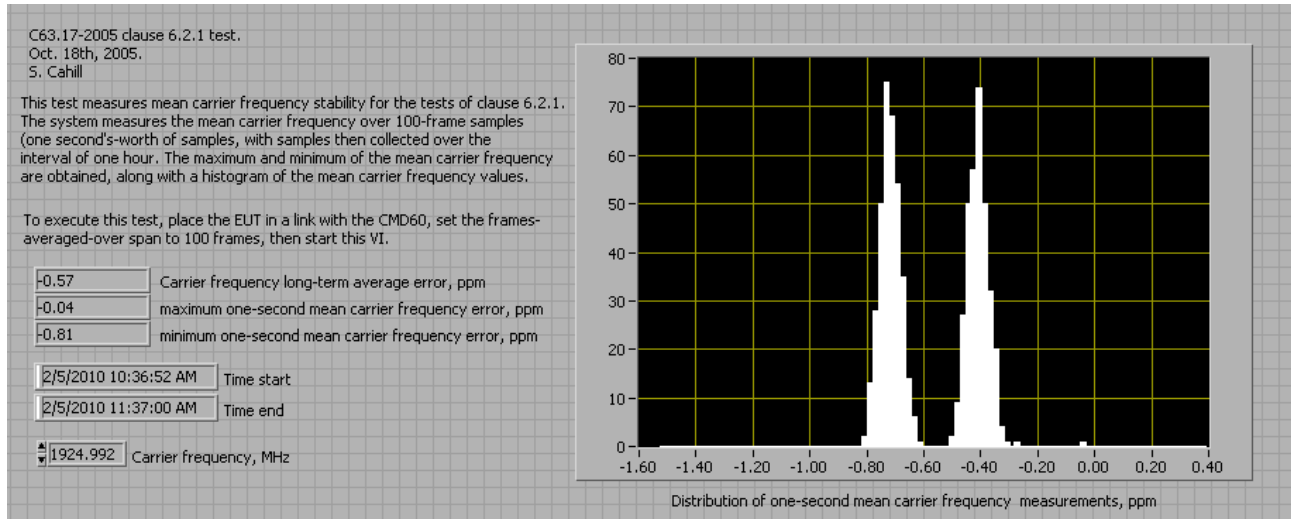 C63.17-2005 clause 6.2.1 test.
Oct. 18th, 2005.
S. Cahill
This test measures mean carrier frequency stability for the tests of clause 6.2.1.
The system measures the mean carrier frequency over 100-frame samples
(one second's-worth of samples, with samples then collected over the
interval of one hour. The maximum and minimum of the mean carrier frequency
are obtained, along with a histogram of the mean carrier frequency values.
To execute this test, place the EUT in a link with the CMD60, set the frames-
averaged-over span to 100 frames, then start this VI.
-0.57 Carrier frequency long-term average error, ppm
-0.04 maximum one-second mean carrier frequency error, ppm
-0.81 minimum one-second mean carrier frequency error, ppm
2/5/2010 10:36:52 AM Time start
2/5/2010 11:37:00 AM Time end
1924.992 Carrier frequency, MHz
80
70
60
50
40
30
20
10
0
-1.60 -1.40 -1.20 -1.00 -0.80 -0.60 -0.40 -0.20 0.00 0.20 0.40
Distribution of one-second mean carrier frequency measurements, ppm